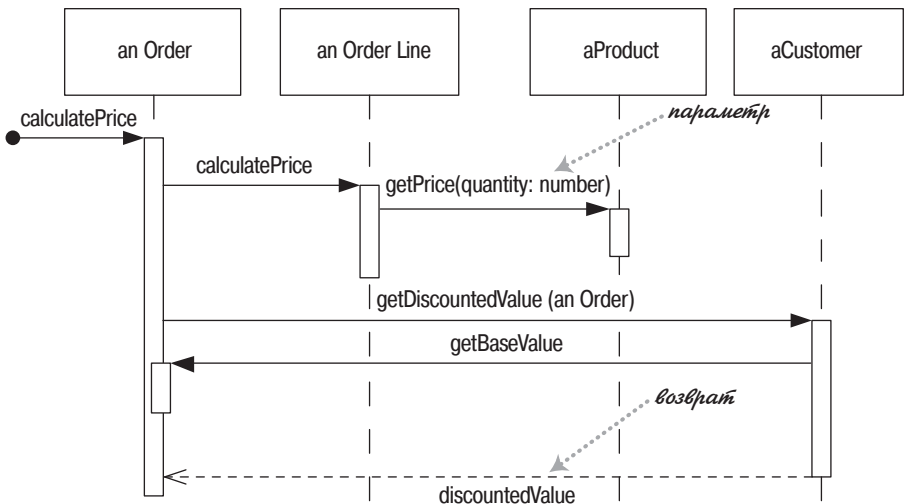 an Order
an Order Line
aProduct
aCustomer
параметр
calculatePrice
calculatePrice
getPrice(quantity: number)
getDiscountedValue (an Order)
getBaseValue
возврат
discountedValue